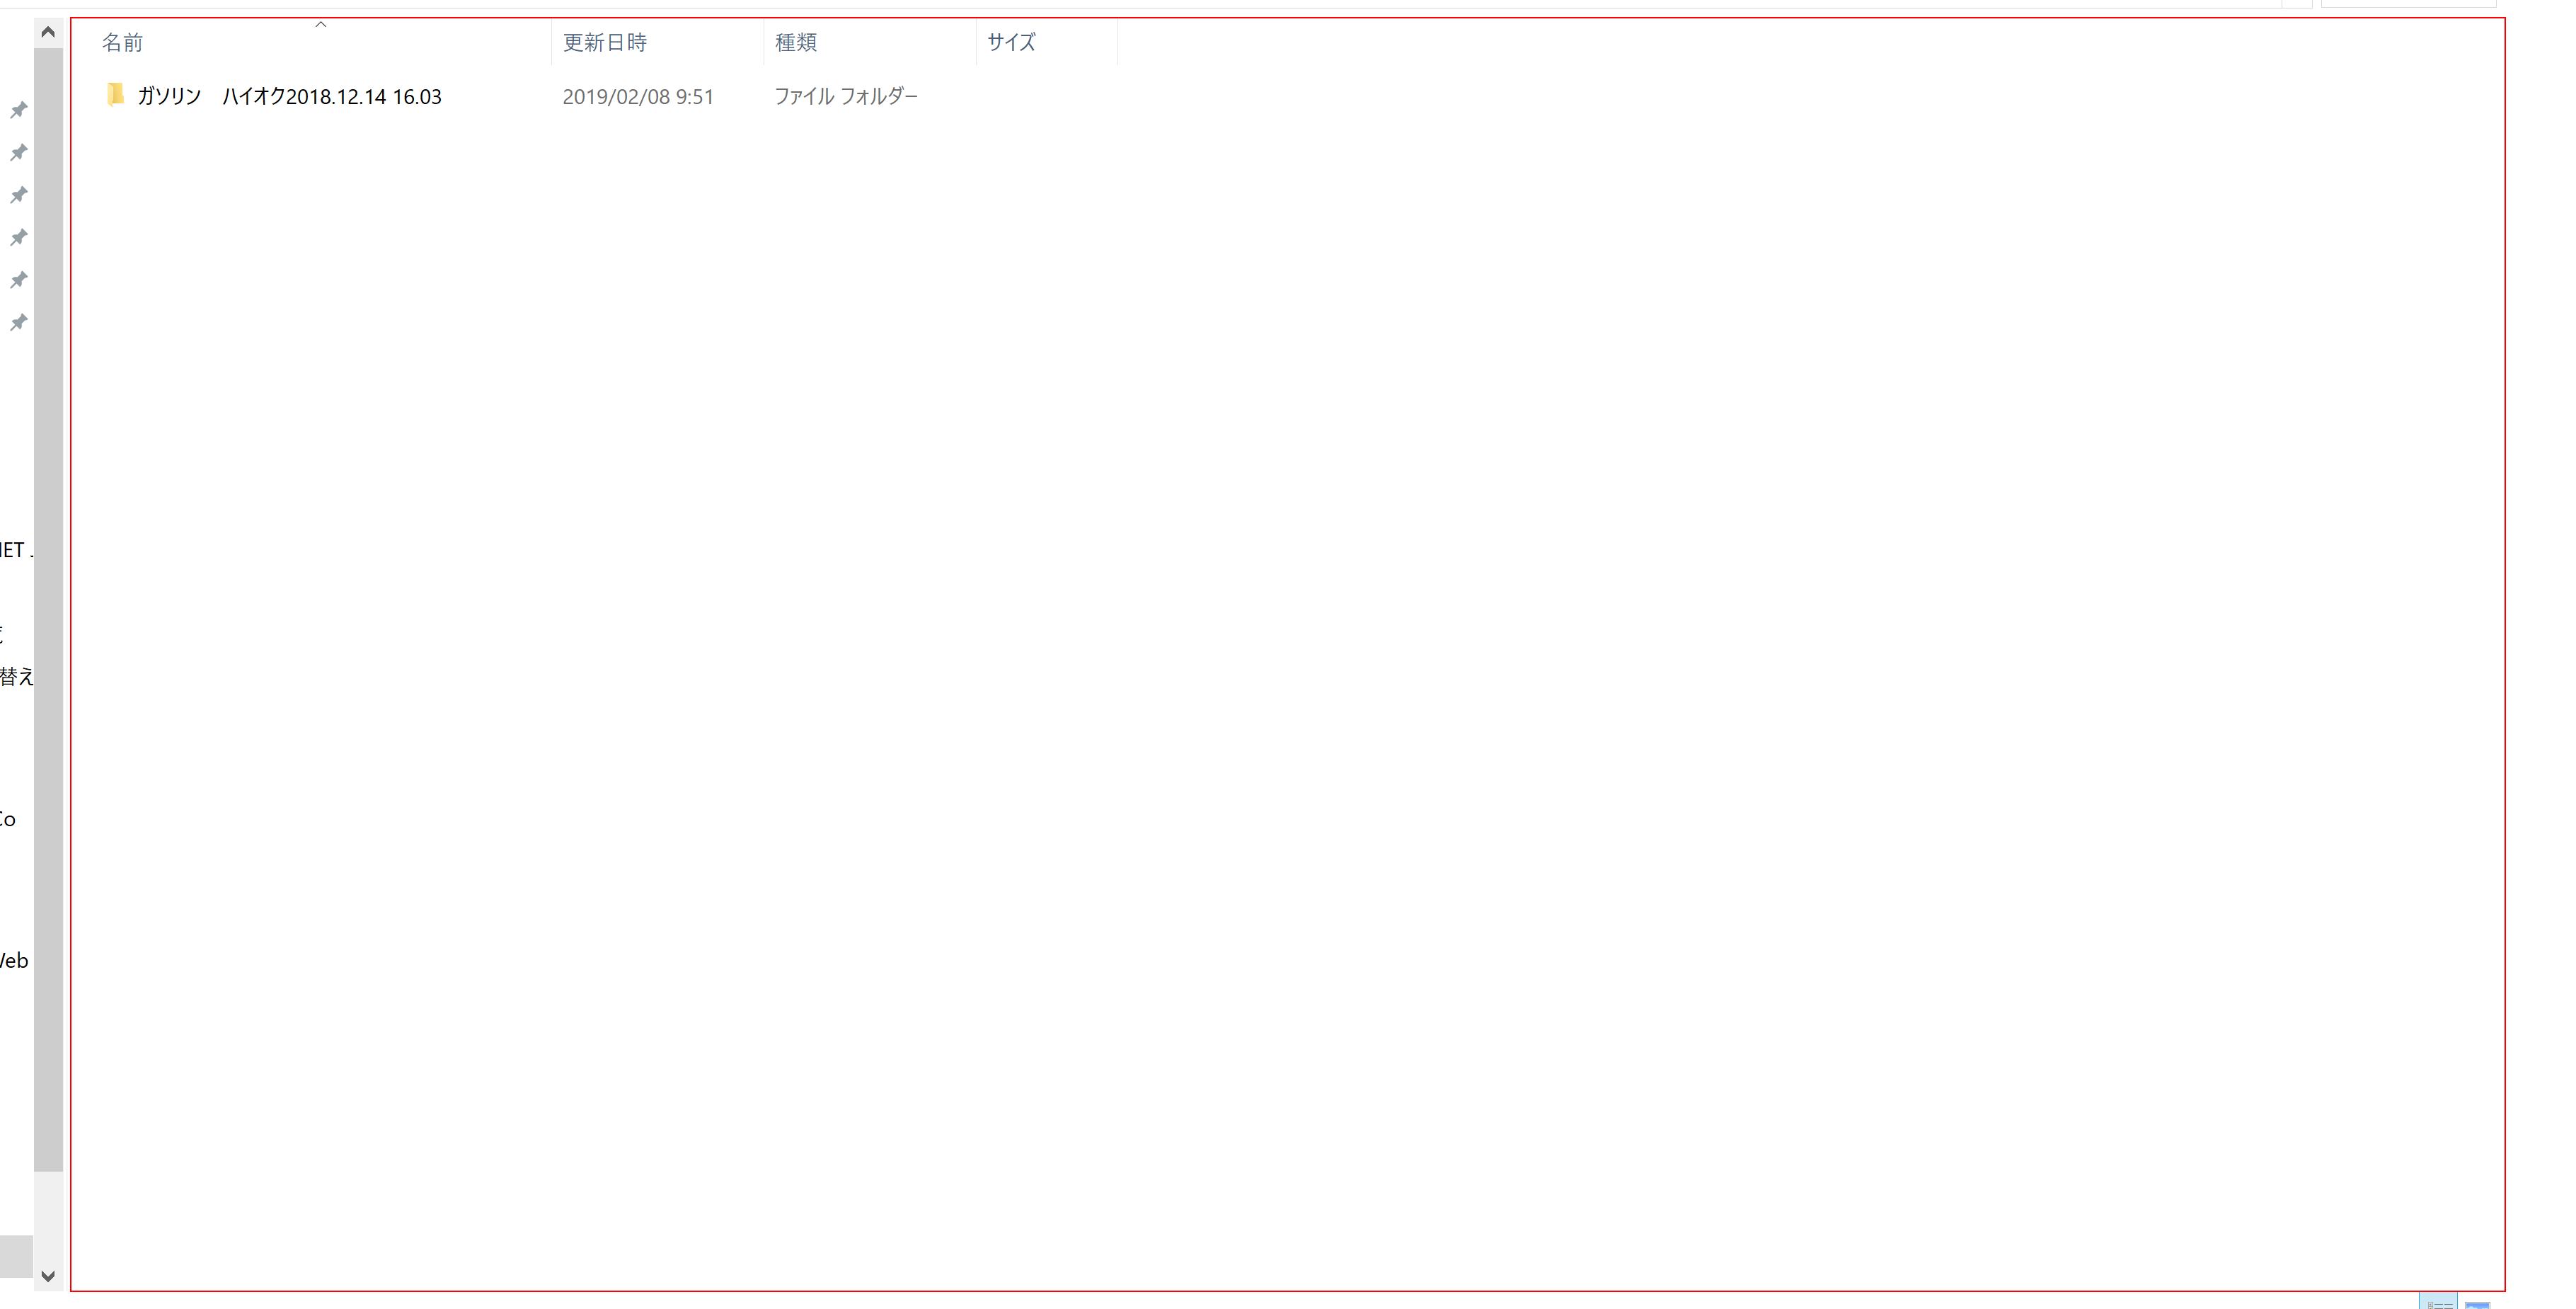 名前 更新日時 種類 サイズ
ガソリン　ハイオク2018.12.14 16.03 2019/02/08 9:51 ファイル フォルダー
ET .
替え
Co
Web